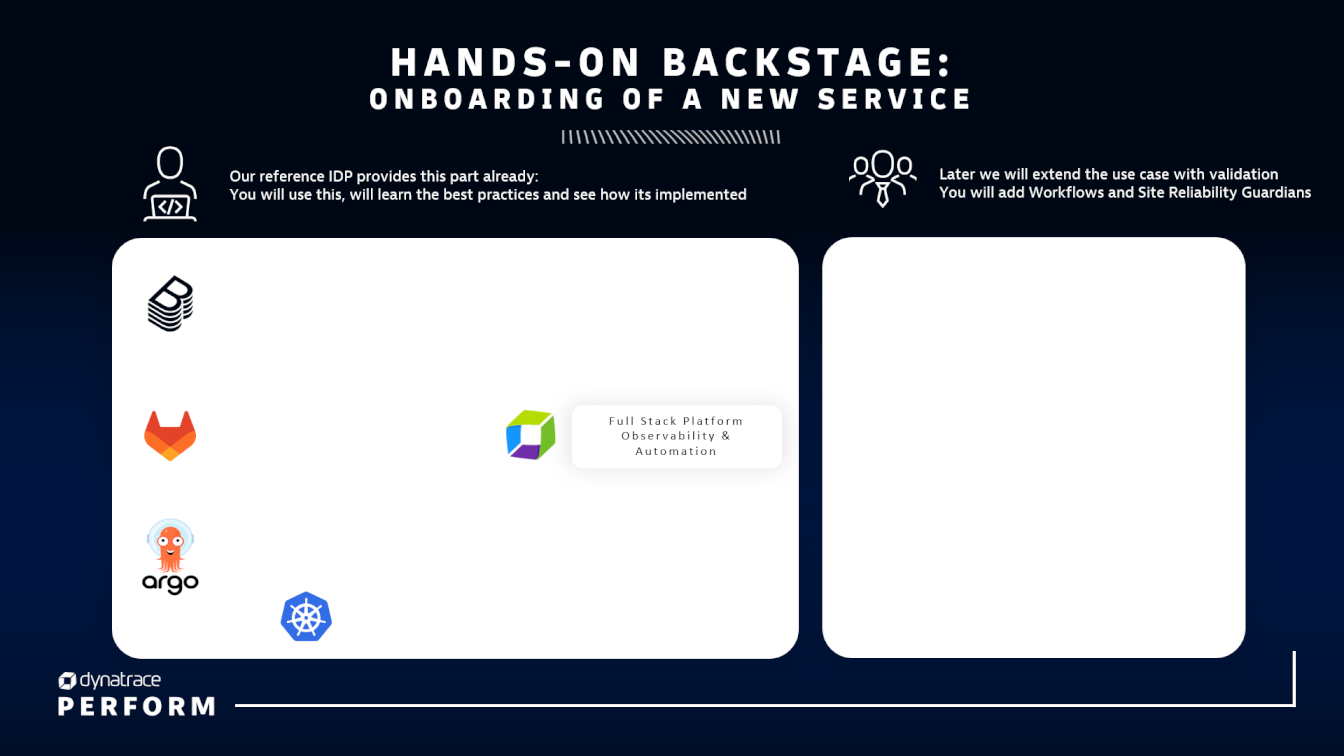 HANDS-ON BACKSTAGE:
ONBOARDING OF A NEW SERVICE
Our reference IDP provides this part already:
You will use this, will learn the best practices and see how its implemented
Later we will extend the use case with validation
You will add Workflows and Site Reliability Guardians
</>
Full Stack Platform
Observability &
Automation
argo
dynatrace
PERFORM